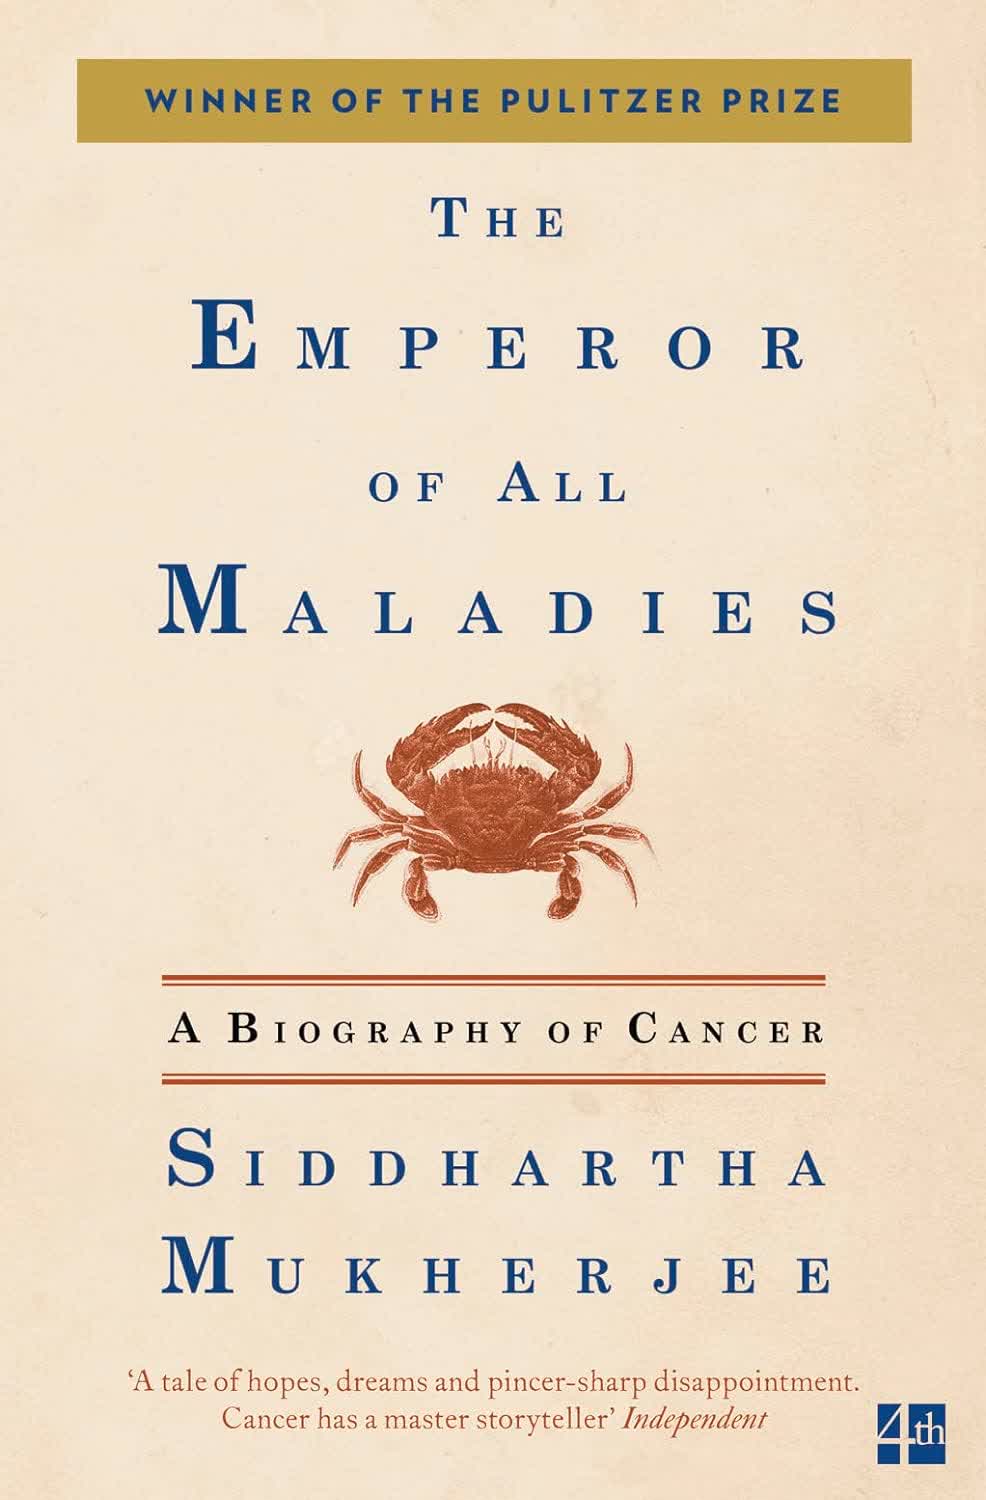 WINNER OF THE PULITZER PRIZE
THE
EMPEROR
OF ALL
MALADIES
A BIOGRAPHY OF CANCER
SIDDHARTHA
MUKHERJEE
‘A tale of hopes, dreams and pincer-sharp disappointment.
Cancer has a master storyteller’ Independent
4th